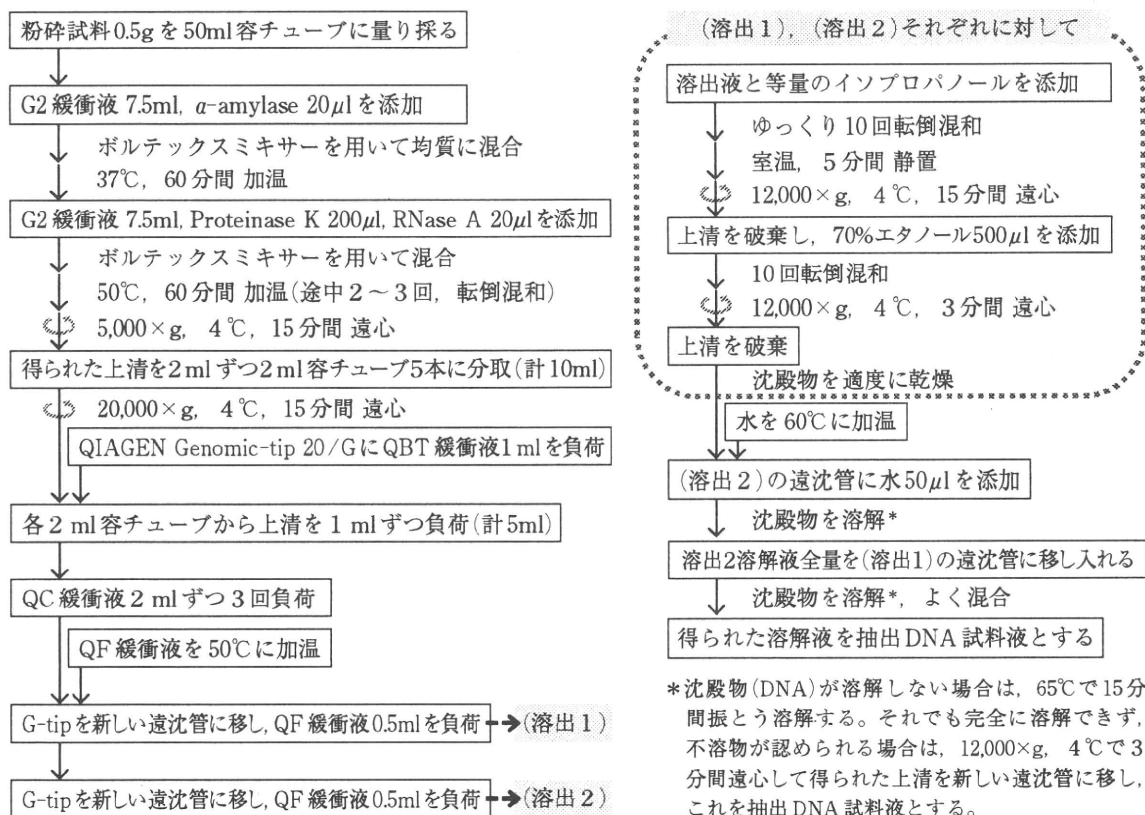 粉砕試料0.5gを50ml容チューブに量り採る
G2緩衝液 7.5ml, α-amylase 20μlを添加
ボルテックスミキサーを用いて均質に混合
37℃, 60分間 加温
G2緩衝液 7.5ml, Proteinase K 200μl, RNase A 20μlを添加
ボルテックスミキサーを用いて混合
50℃, 60分間 加温(途中2～3回, 転倒混和)
5,000×g, 4℃, 15分間 遠心
得られた上清を2mlずつ2ml容チューブ5本に分取(計10ml)
20,000×g, 4℃, 15分間 遠心
QIAGEN Genomic-tip 20/GにQBT緩衝液1mlを負荷
各2 ml容チューブから上清を1 mlずつ負荷(計5ml)
QC緩衝液2 mlずつ3回負荷
QF緩衝液を50℃に加温
G-tipを新しい遠沈管に移し, QF緩衝液0.5mlを負荷→(溶出1)
G-tipを新しい遠沈管に移し, QF緩衝液0.5mlを負荷→(溶出2)
(溶出1), (溶出2)それぞれに対して
溶出液と等量のイソプロパノールを添加
ゆっくり10回転倒混和
室温, 5分間 静置
12,000×g, 4℃, 15分間 遠心
上清を破棄し, 70%エタノール500μlを添加
10回転倒混和
12,000×g, 4℃, 3分間 遠心
上清を破棄
沈殿物を適度に乾燥
水を60℃に加温
(溶出2)の遠沈管に水50μlを添加
沈殿物を溶解*
溶出2溶解液全量を(溶出1)の遠沈管に移し入れる
沈殿物を溶解*, よく混合
得られた溶解液を抽出DNA試料液とする
*沈殿物(DNA)が溶解しない場合は, 65℃で15分
間振とう溶解する。それでも完全に溶解できず,
不溶物が認められる場合は, 12,000×g, 4℃で3
分間遠心して得られた上清を新しい遠沈管に移し,
これを抽出DNA試料液とする。